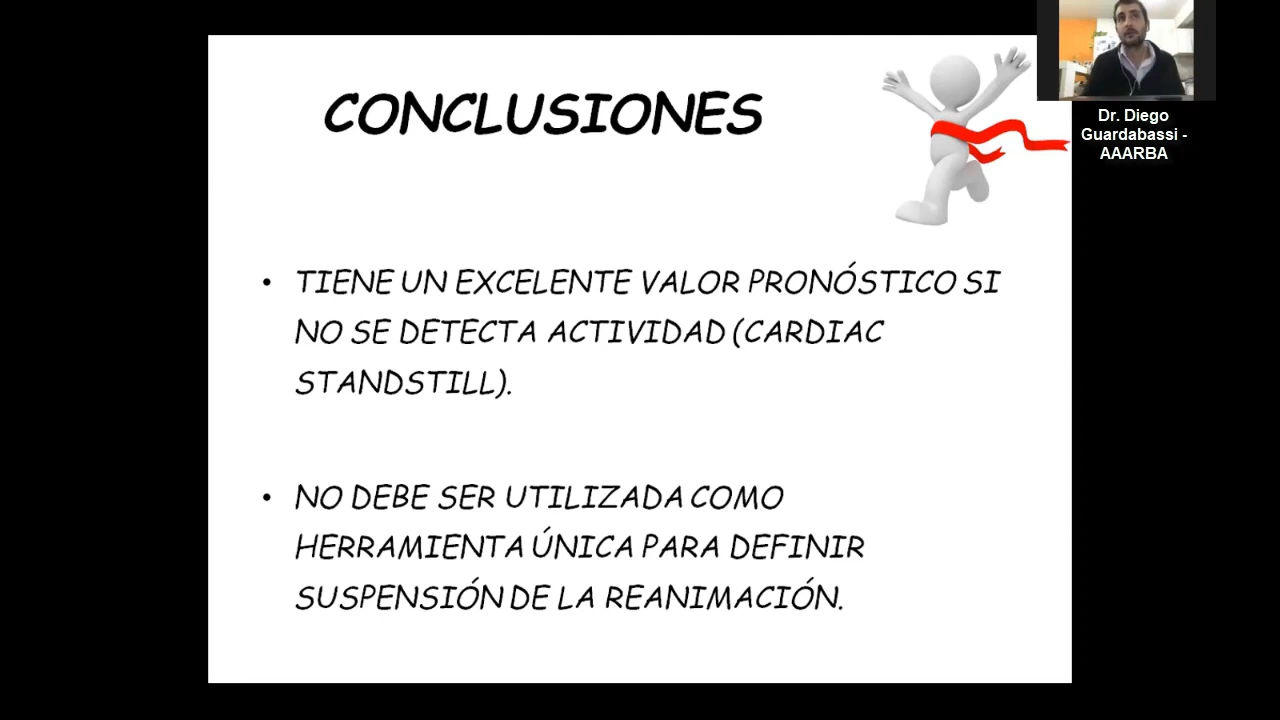 CONCLUSIONES
Dr. Diego
Guardabassi -
AAARBA
• TIENE UN EXCELENTE VALOR PRONÓSTICO SI
NO SE DETECTA ACTIVIDAD (CARDIAC
STANDSTILL).
• NO DEBE SER UTILIZADA COMO
HERRAMIENTA ÚNICA PARA DEFINIR
SUSPENSIÓN DE LA REANIMACIÓN.